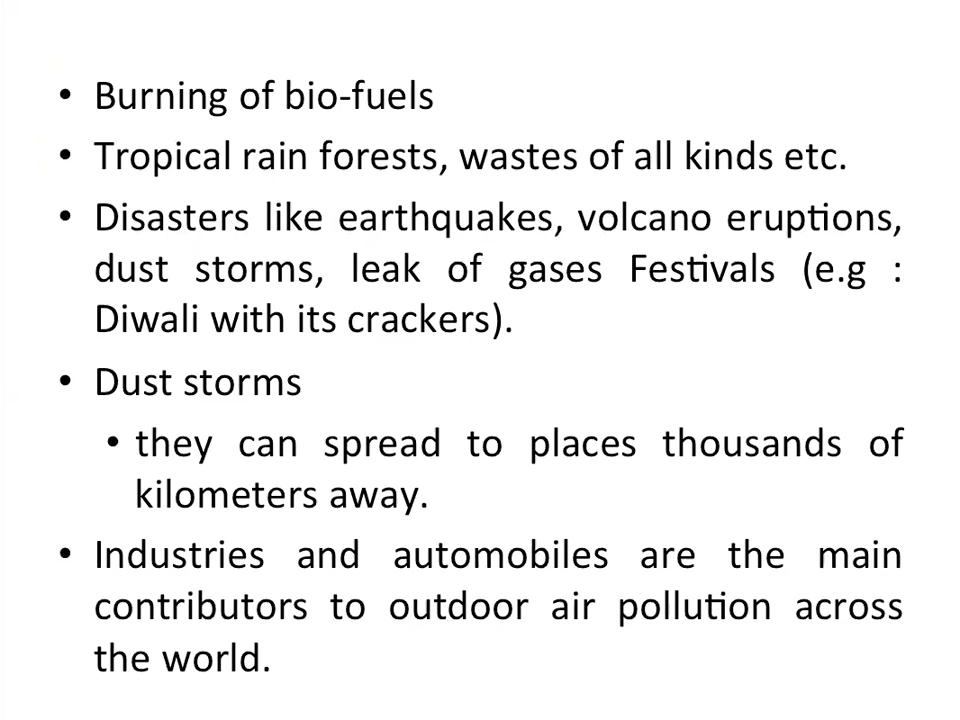 • Burning of bio-fuels
• Tropical rain forests, wastes of all kinds etc.
• Disasters like earthquakes, volcano eruptions,
dust storms, leak of gases Festivals (e.g :
Diwali with its crackers).
• Dust storms
• they can spread to places thousands of
kilometers away.
• Industries and automobiles are the main
contributors to outdoor air pollution across
the world.